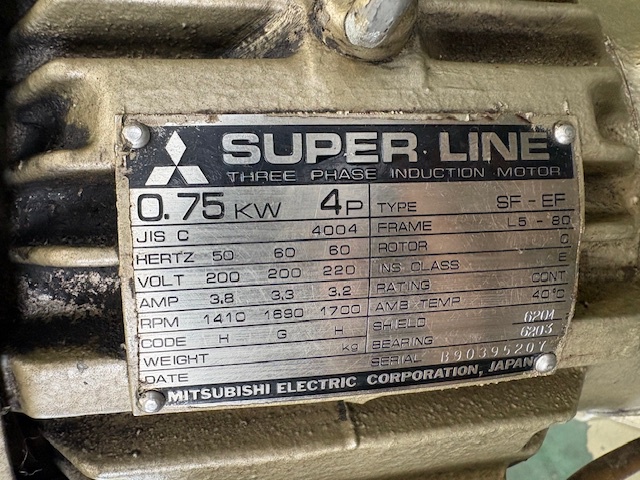 SUPER LINE
THREE PHASE INDUCTION MOTOR
0.75 KW 4P
JIS C 4004
HERTZ 50 60 60
VOLT 200 200 220
AMP 3.8 3.3 3.2
RPM 1410 1690 1700
CODE H G H
WEIGHT kg
DATE
TYPE SF-EF
FRAME L5-80
ROTOR
INS CLASS E
RATING CONT
AMB. TEMP 40°C
SHIELD
BEARING 6204 6203
SERIAL B90395207
MITSUBISHI ELECTRIC CORPORATION, JAPAN